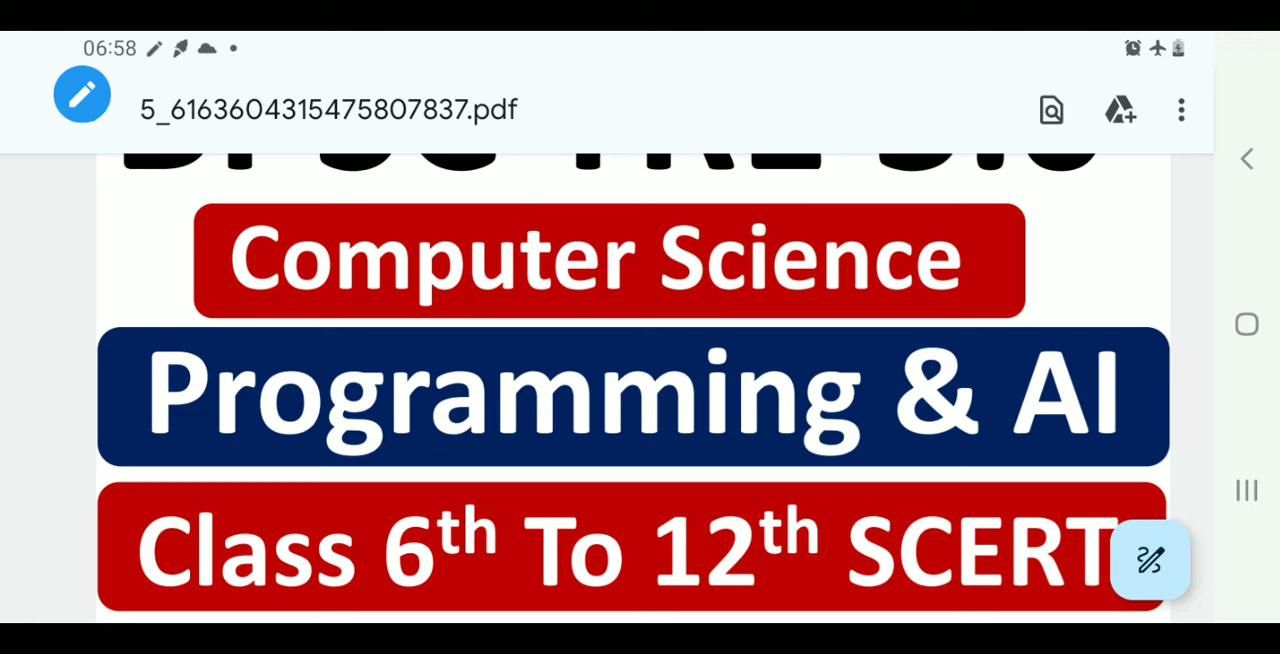 06:58
5_6163604315475807837.pdf
Computer Science
Programming & AI
Class 6th To 12th SCERT